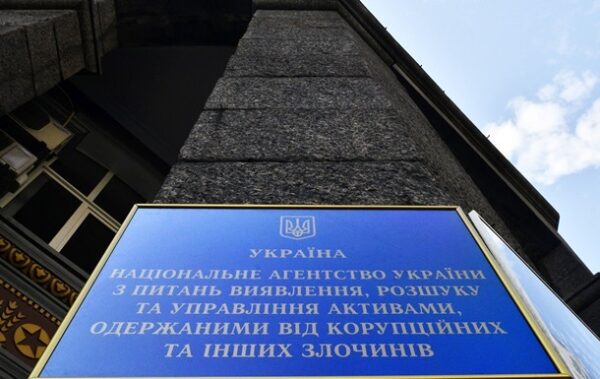 УКРАЇНА
НАЦІОНАЛЬНЕ АГЕНТСТВО УКРАЇНИ
З ПИТАНЬ ВИЯВЛЕННЯ, РОЗШУКУ
ТА УПРАВЛІННЯ АКТИВАМИ,
ОДЕРЖАНИМИ ВІД КОРУПЦІЙНИХ
ТА ІНШИХ ЗЛОЧИНІВ